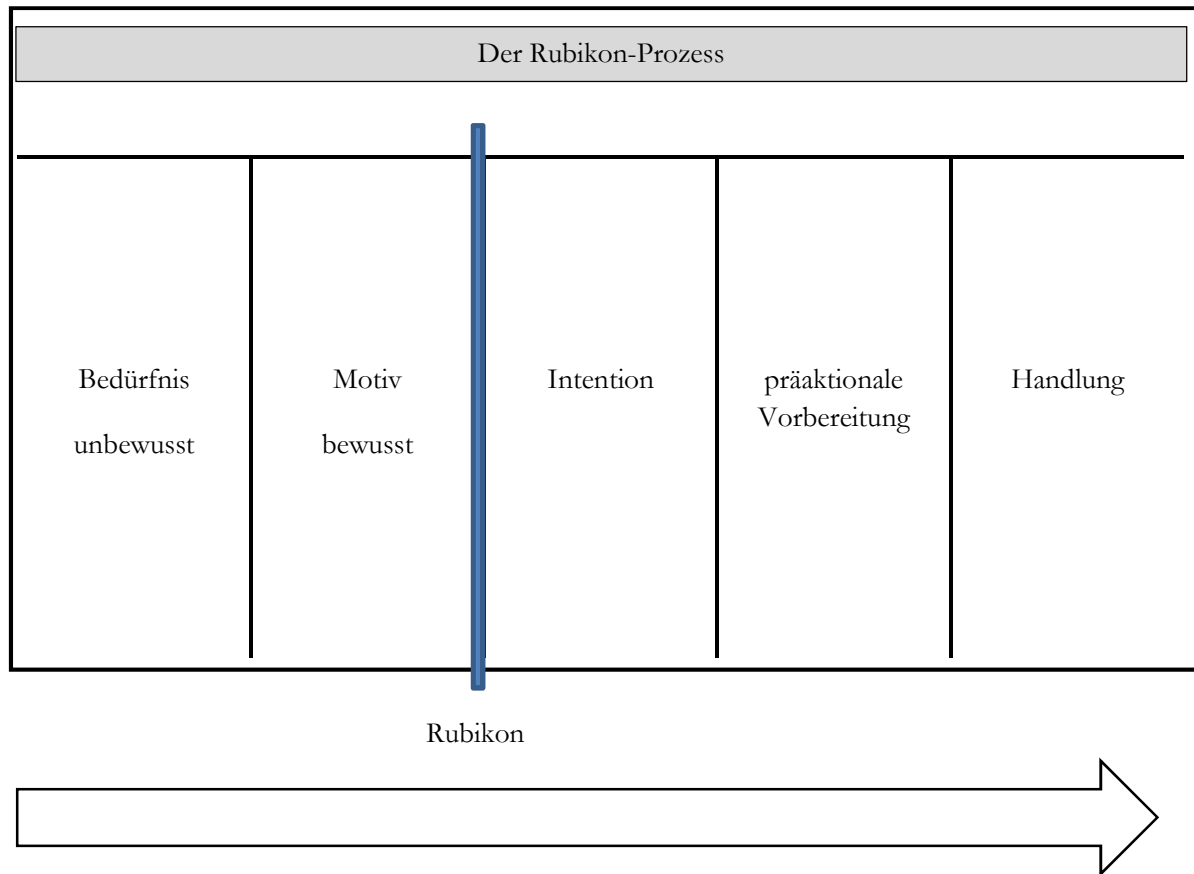 Der Rubikon-Prozess
Bedürfnis
unbewusst
Motiv
bewusst
Intention
präaktionale
Vorbereitung
Handlung
Rubikon